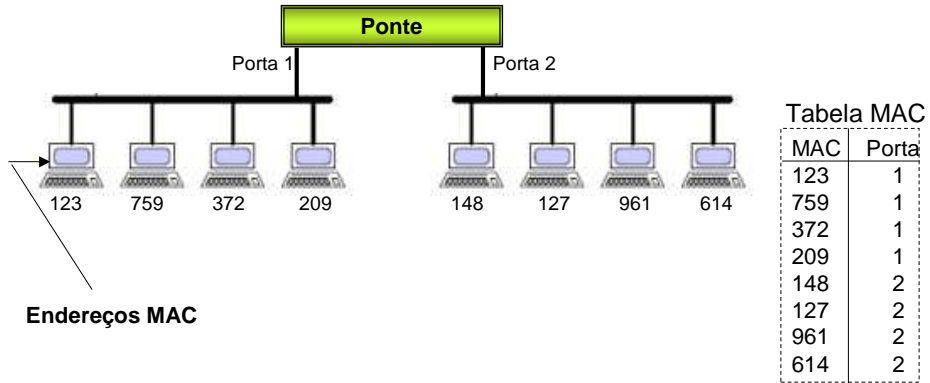 Ponte
Porta 1
Porta 2
123 759 372 209 148 127 961 614
Endereços MAC
Tabela MAC
MAC Porta
123 1
759 1
372 1
209 1
148 2
127 2
961 2
614 2